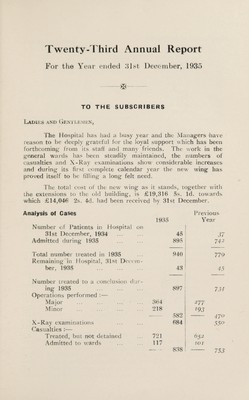 Twenty-Third Annual Report
For the Year ended 31st December, 1935
TO THE SUBSCRIBERS
LADIES AND GENTLEMEN,
The Hospital has had a busy year and the Managers have
reason to be deeply grateful for the loyal support which has been
forthcoming from its staff and many friends. The work in the
general wards has been steadily maintained, the numbers of
casualties and X-Ray examinations show considerable increases
and during its first complete calendar year the new wing has
proved itself to be filling a long felt need.
The total cost of the new wing as it stands, together with
the extensions to the old building, is £19,316 8s. 1d. towards
which £14,046 2s. 4d. had been received by 31st December.
Analysis of Cases Previous
1935 Year
Number of Patients in Hospital on
31st December, 1934 45 37
Admitted during 1935 895 742
Total number treated in 1935 940 779
Remaining in Hospital, 31st Decem-
ber, 1935 43 45
Number treated to a conclusion dur-
ing 1935 897 734
Operations performed :—
Major 364 277
Minor 218 193
582 470
X-Ray examinations 684 550
Casualties :—
Treated, but not detained 721 652
Admitted to wards 117 101
838 753